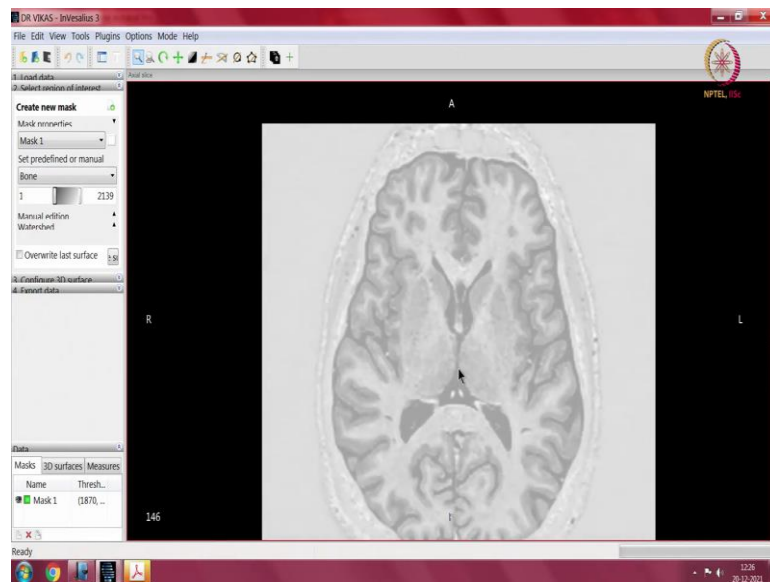 DR VIKAS - InVesalius 3
File Edit View Tools Plugins Options Mode Help
1. Load data
Axial slice
2. Select region of interest
NPTEL, IISc
A
Create new mask
Mask properties
Mask 1
Set predefined or manual
Bone
1 2139
Manual edition
Watershed
Overwrite last surface
3. Configure 3D surface
4. Export data
R
L
Data
Masks 3D surfaces Measures
Name Thresh...
Mask 1 (1870, ...
146
Ready
12:26
20-12-2021